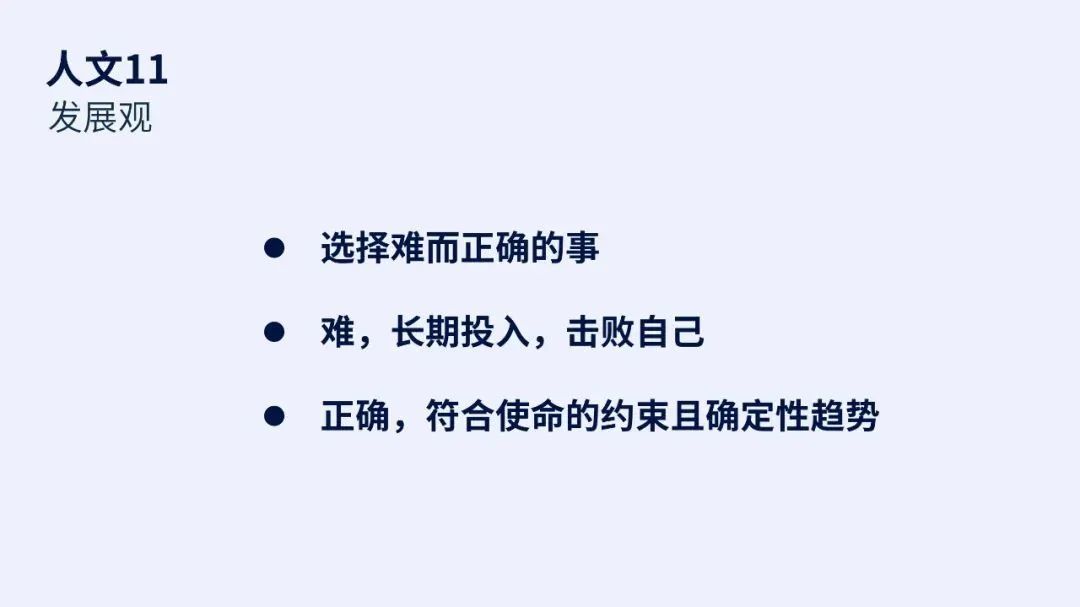 人文11
发展观
● 选择难而正确的事
● 难，长期投入，击败自己
● 正确，符合使命的约束且确定性趋势